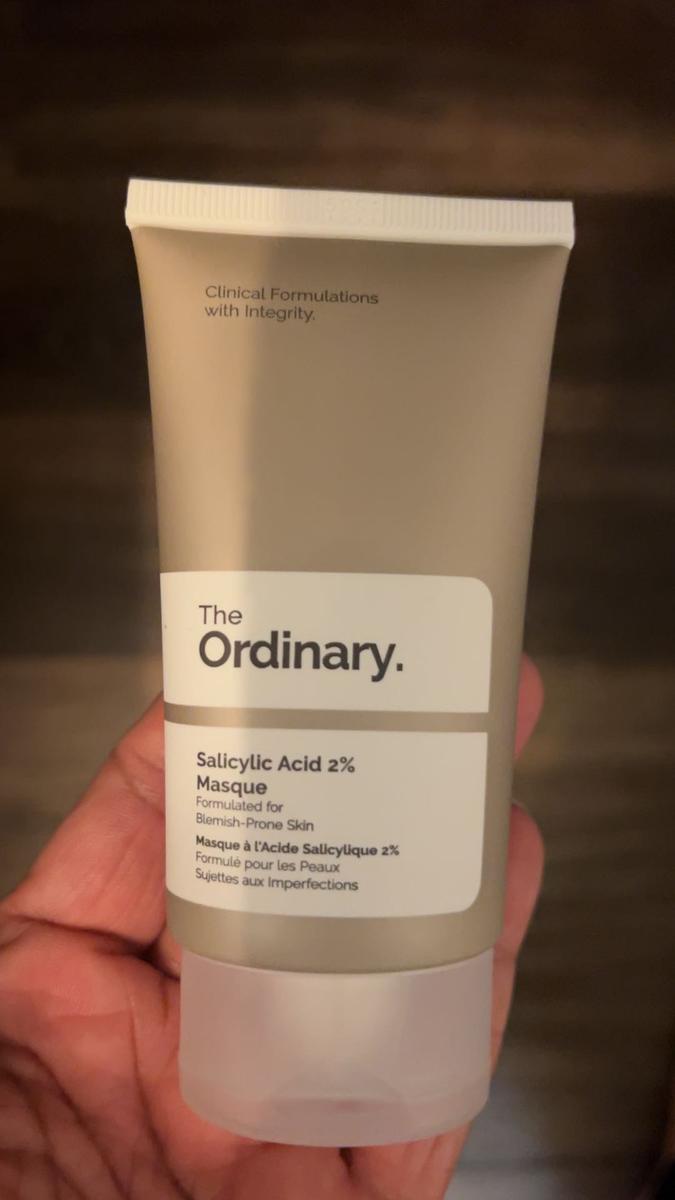 Clinical Formulations
with Integrity.
The
Ordinary.
Salicylic Acid 2%
Masque
Formulated for
Blemish-Prone Skin
Masque à l'Acide Salicylique 2%
Formulé pour les Peaux
Sujettes aux Imperfections